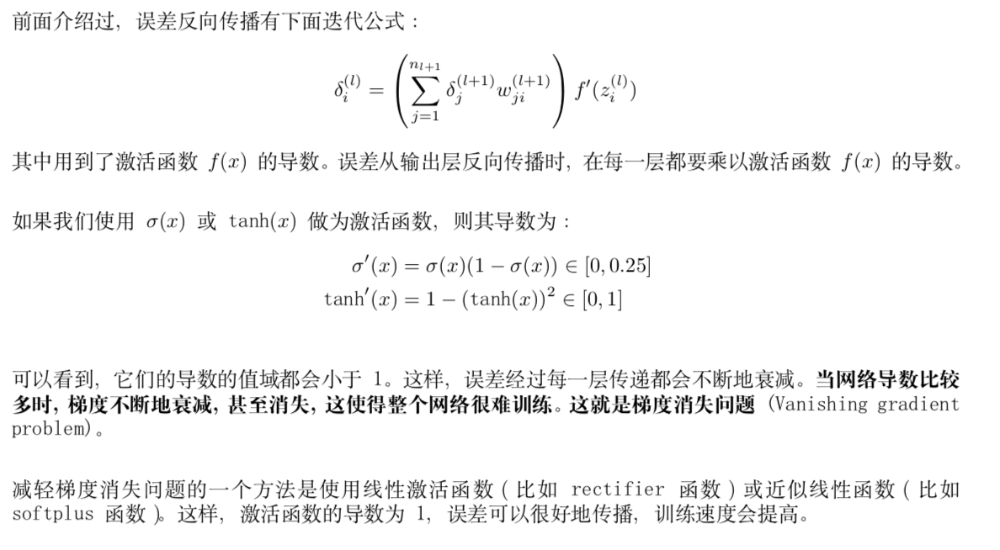 前面介绍过, 误差反向传播有下面迭代公式:
δ_i^{(l)} = ( ∑_{j=1}^{n_{l+1}} δ_j^{(l+1)} w_{ji}^{(l+1)} ) f′(z_i^{(l)})
其中用到了激活函数 f(x) 的导数。误差从输出层反向传播时, 在每一层都要乘以激活函数 f(x) 的导数。
如果我们使用 σ(x) 或 tanh(x) 做为激活函数, 则其导数为:
σ′(x) = σ(x)(1 − σ(x)) ∈ [0, 0.25]
tanh′(x) = 1 − (tanh(x))² ∈ [0, 1]
可以看到, 它们的导数的值域都会小于 1。这样, 误差经过每一层传递都会不断地衰减。当网络导数比较
多时, 梯度不断地衰减, 甚至消失, 这使得整个网络很难训练。这就是梯度消失问题 (Vanishing gradient
problem)。
减轻梯度消失问题的一个方法是使用线性激活函数 (比如 rectifier 函数) 或近似线性函数 (比如
softplus 函数)。这样, 激活函数的导数为 1, 误差可以很好地传播, 训练速度会提高。